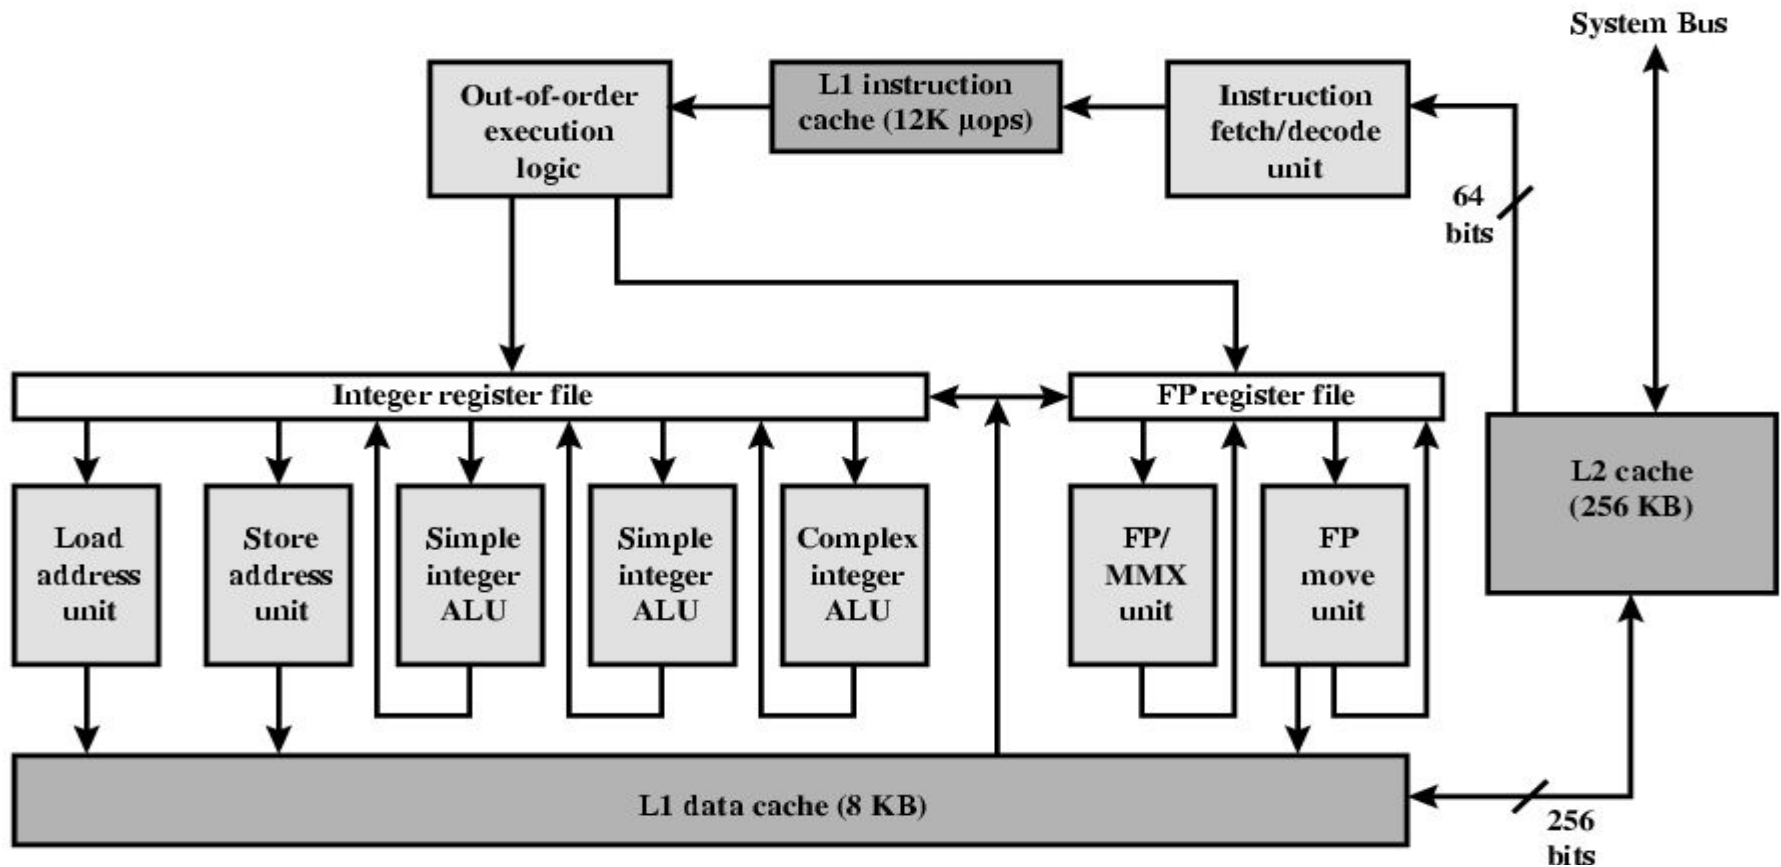 System Bus
Out-of-order
execution
logic
L1 instruction
cache (12K µops)
Instruction
fetch/decode
unit
64
bits
Integer register file
FP register file
L2 cache
(256 KB)
Load
address
unit
Store
address
unit
Simple
integer
ALU
Simple
integer
ALU
Complex
integer
ALU
FP/
MMX
unit
FP
move
unit
L1 data cache (8 KB)
256
bits